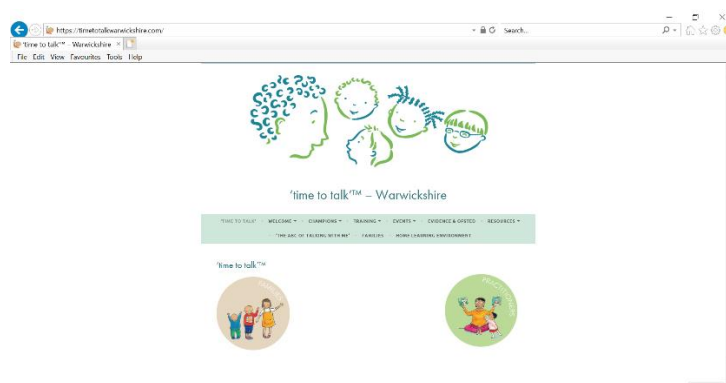 https://timetotalkwarwickshire.com/
Search...
'time to talk'™ – Warwickshire
File Edit View Favourites Tools Help
'time to talk'™ – Warwickshire
'TIME TO TALK' WELCOME CHAMPIONS TRAINING EVENTS EVIDENCE & OFSTED RESOURCES
'THE ABC OF TALKING WITH ME' FAMILIES HOME LEARNING ENVIRONMENT
'time to talk'™
FAMILIES
PRACTITIONERS